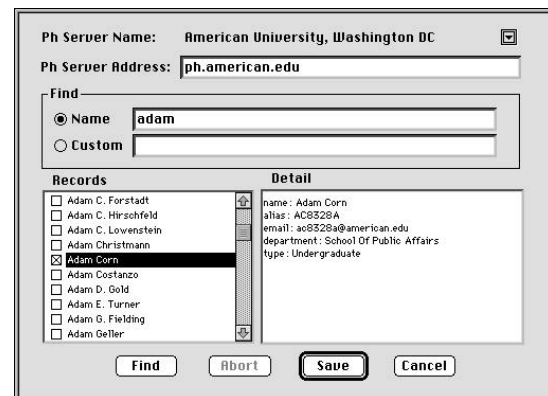 Ph Server Name: American University, Washington DC
Ph Server Address: ph.american.edu
Find
Name adam
Custom
Records
Adam C. Forstadt
Adam C. Hirschfeld
Adam C. Lowenstein
Adam Christmann
Adam Corn
Adam Costanzo
Adam D. Gold
Adam E. Turner
Adam G. Fielding
Adam Geller
Detail
name: Adam Corn
alias: AC8328A
email: ac8328a@american.edu
department: School Of Public Affairs
type: Undergraduate
Find Abort Save Cancel